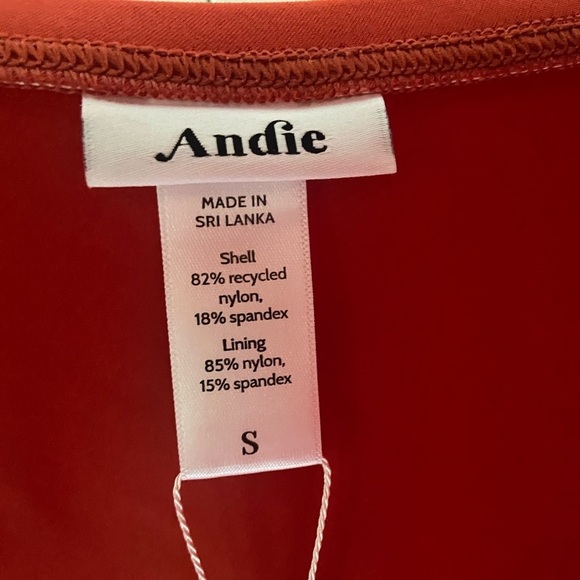 Andie
MADE IN
SRI LANKA
Shell
82% recycled
nylon,
18% spandex
Lining
85% nylon,
15% spandex
S